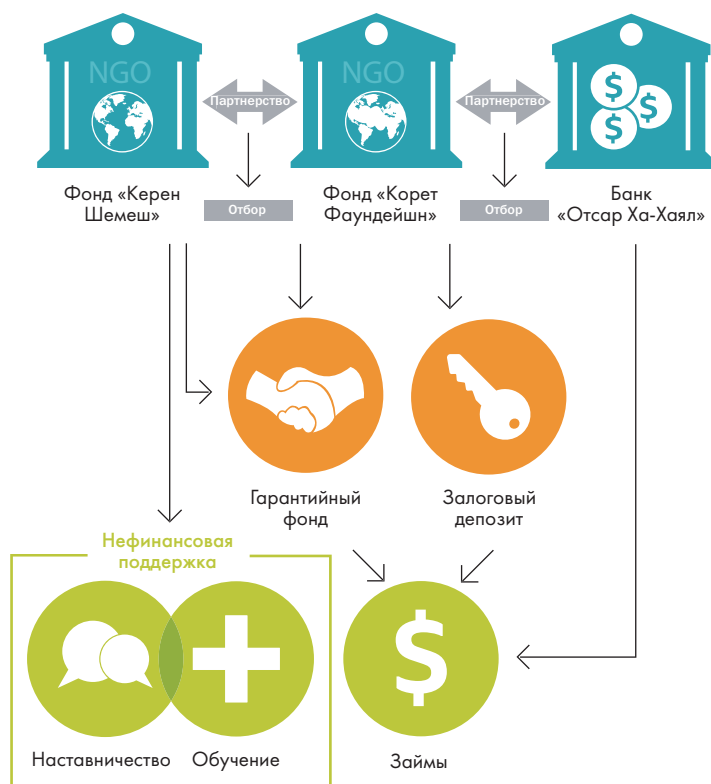 NGO
NGO
Партнерство
Партнерство
Фонд «Керен
Шемеш»
Отбор
Фонд «Корет
Фаундейшн»
Отбор
Банк
«Отсар Ха-Хаял»
Гарантийный
фонд
Залоговый
депозит
Нефинансовая
поддержка
$
$
$
$
Наставничество
Обучение
Займы